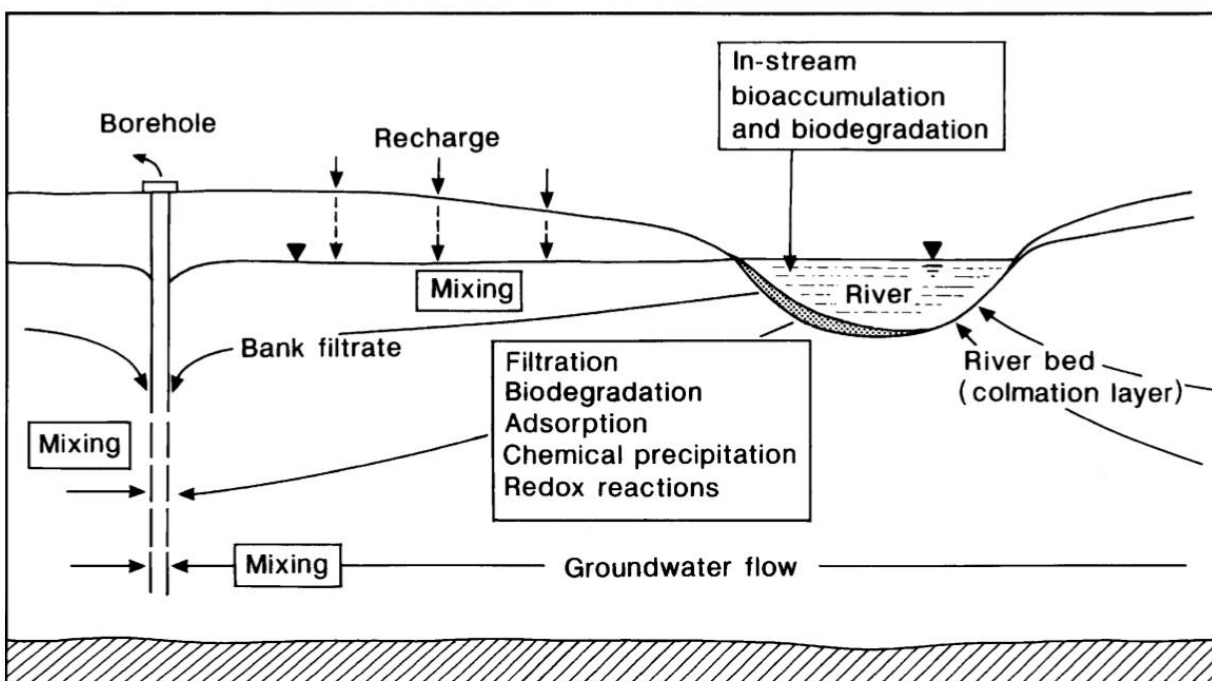 In-stream
bioaccumulation
and biodegradation
Borehole
Recharge
Mixing
River
Bank filtrate
Filtration
Biodegradation
Adsorption
Chemical precipitation
Redox reactions
River bed
(colmation layer)
Mixing
Mixing
Groundwater flow